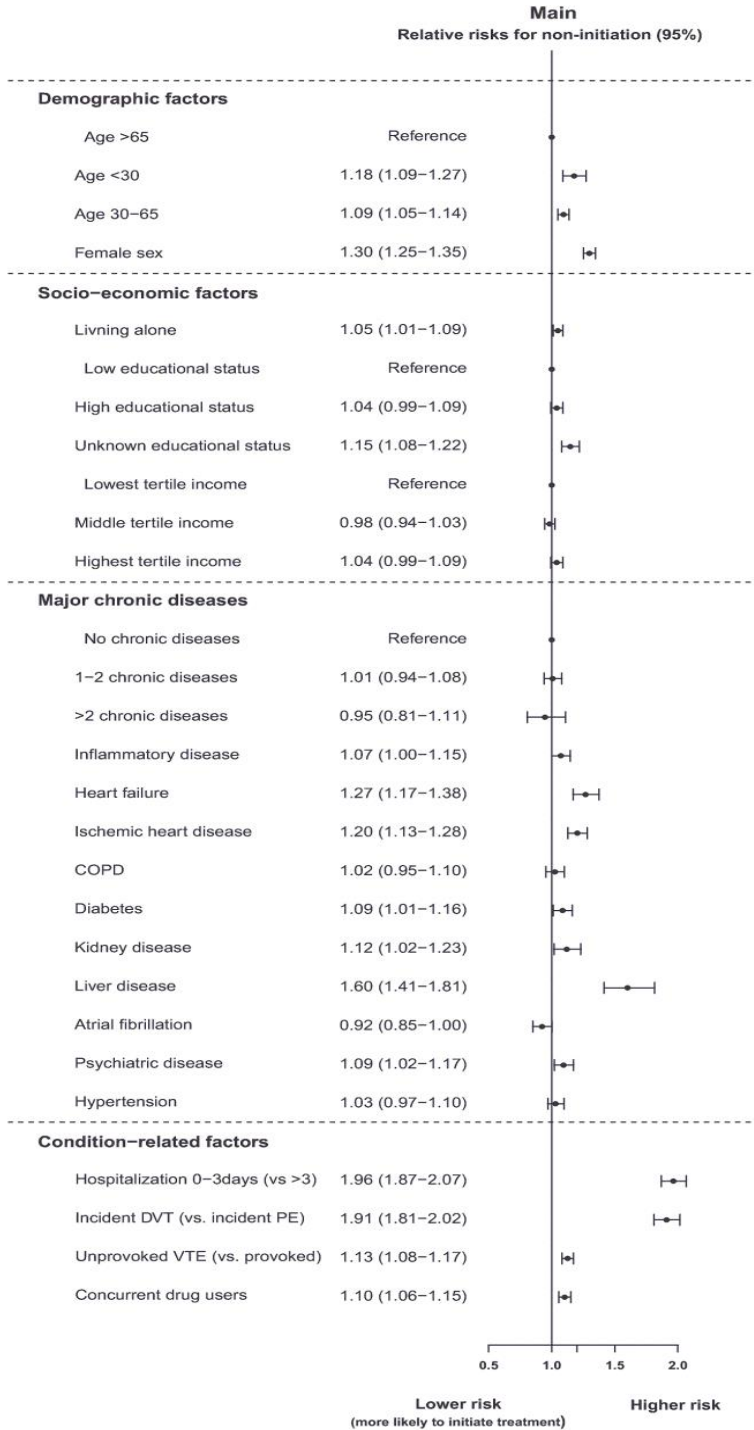 Main
Relative risks for non-initiation (95%)
Demographic factors
Age >65 Reference
Age <30 1.18 (1.09−1.27)
Age 30−65 1.09 (1.05−1.14)
Female sex 1.30 (1.25−1.35)
Socio−economic factors
Livning alone 1.05 (1.01−1.09)
Low educational status Reference
High educational status 1.04 (0.99−1.09)
Unknown educational status 1.15 (1.08−1.22)
Lowest tertile income Reference
Middle tertile income 0.98 (0.94−1.03)
Highest tertile income 1.04 (0.99−1.09)
Major chronic diseases
No chronic diseases Reference
1−2 chronic diseases 1.01 (0.94−1.08)
>2 chronic diseases 0.95 (0.81−1.11)
Inflammatory disease 1.07 (1.00−1.15)
Heart failure 1.27 (1.17−1.38)
Ischemic heart disease 1.20 (1.13−1.28)
COPD 1.02 (0.95−1.10)
Diabetes 1.09 (1.01−1.16)
Kidney disease 1.12 (1.02−1.23)
Liver disease 1.60 (1.41−1.81)
Atrial fibrillation 0.92 (0.85−1.00)
Psychiatric disease 1.09 (1.02−1.17)
Hypertension 1.03 (0.97−1.10)
Condition−related factors
Hospitalization 0−3days (vs >3) 1.96 (1.87−2.07)
Incident DVT (vs. incident PE) 1.91 (1.81−2.02)
Unprovoked VTE (vs. provoked) 1.13 (1.08−1.17)
Concurrent drug users 1.10 (1.06−1.15)
0.5 1.0 1.5 2.0
Lower risk Higher risk
(more likely to initiate treatment)